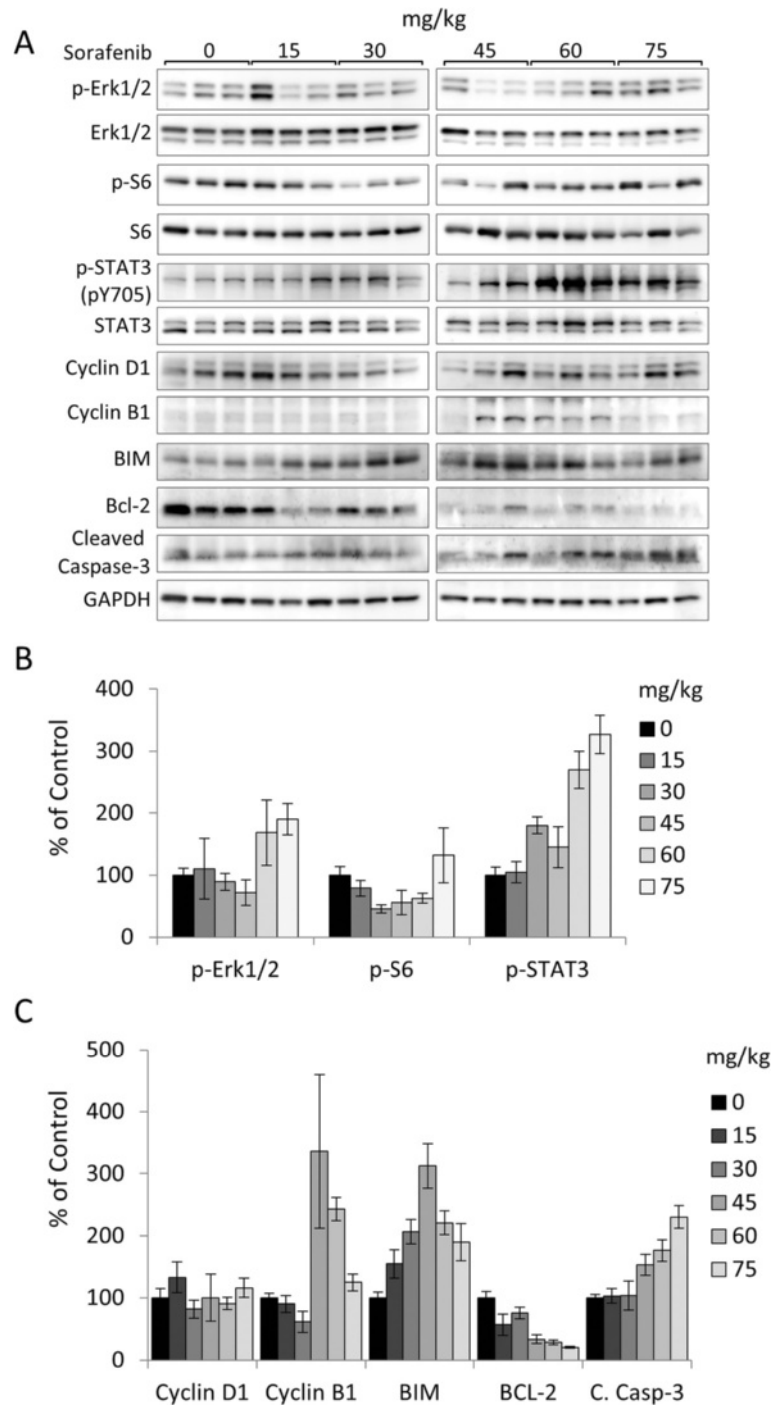 mg/kg
A
Sorafenib 0 15 30 45 60 75
p-Erk1/2
Erk1/2
p-S6
S6
p-STAT3
(pY705)
STAT3
Cyclin D1
Cyclin B1
BIM
Bcl-2
Cleaved
Caspase-3
GAPDH
B
% of Control
400
300
200
100
0
p-Erk1/2 p-S6 p-STAT3
mg/kg
0
15
30
45
60
75
C
% of Control
500
400
300
200
100
0
Cyclin D1 Cyclin B1 BIM BCL-2 C. Casp-3
mg/kg
0
15
30
45
60
75